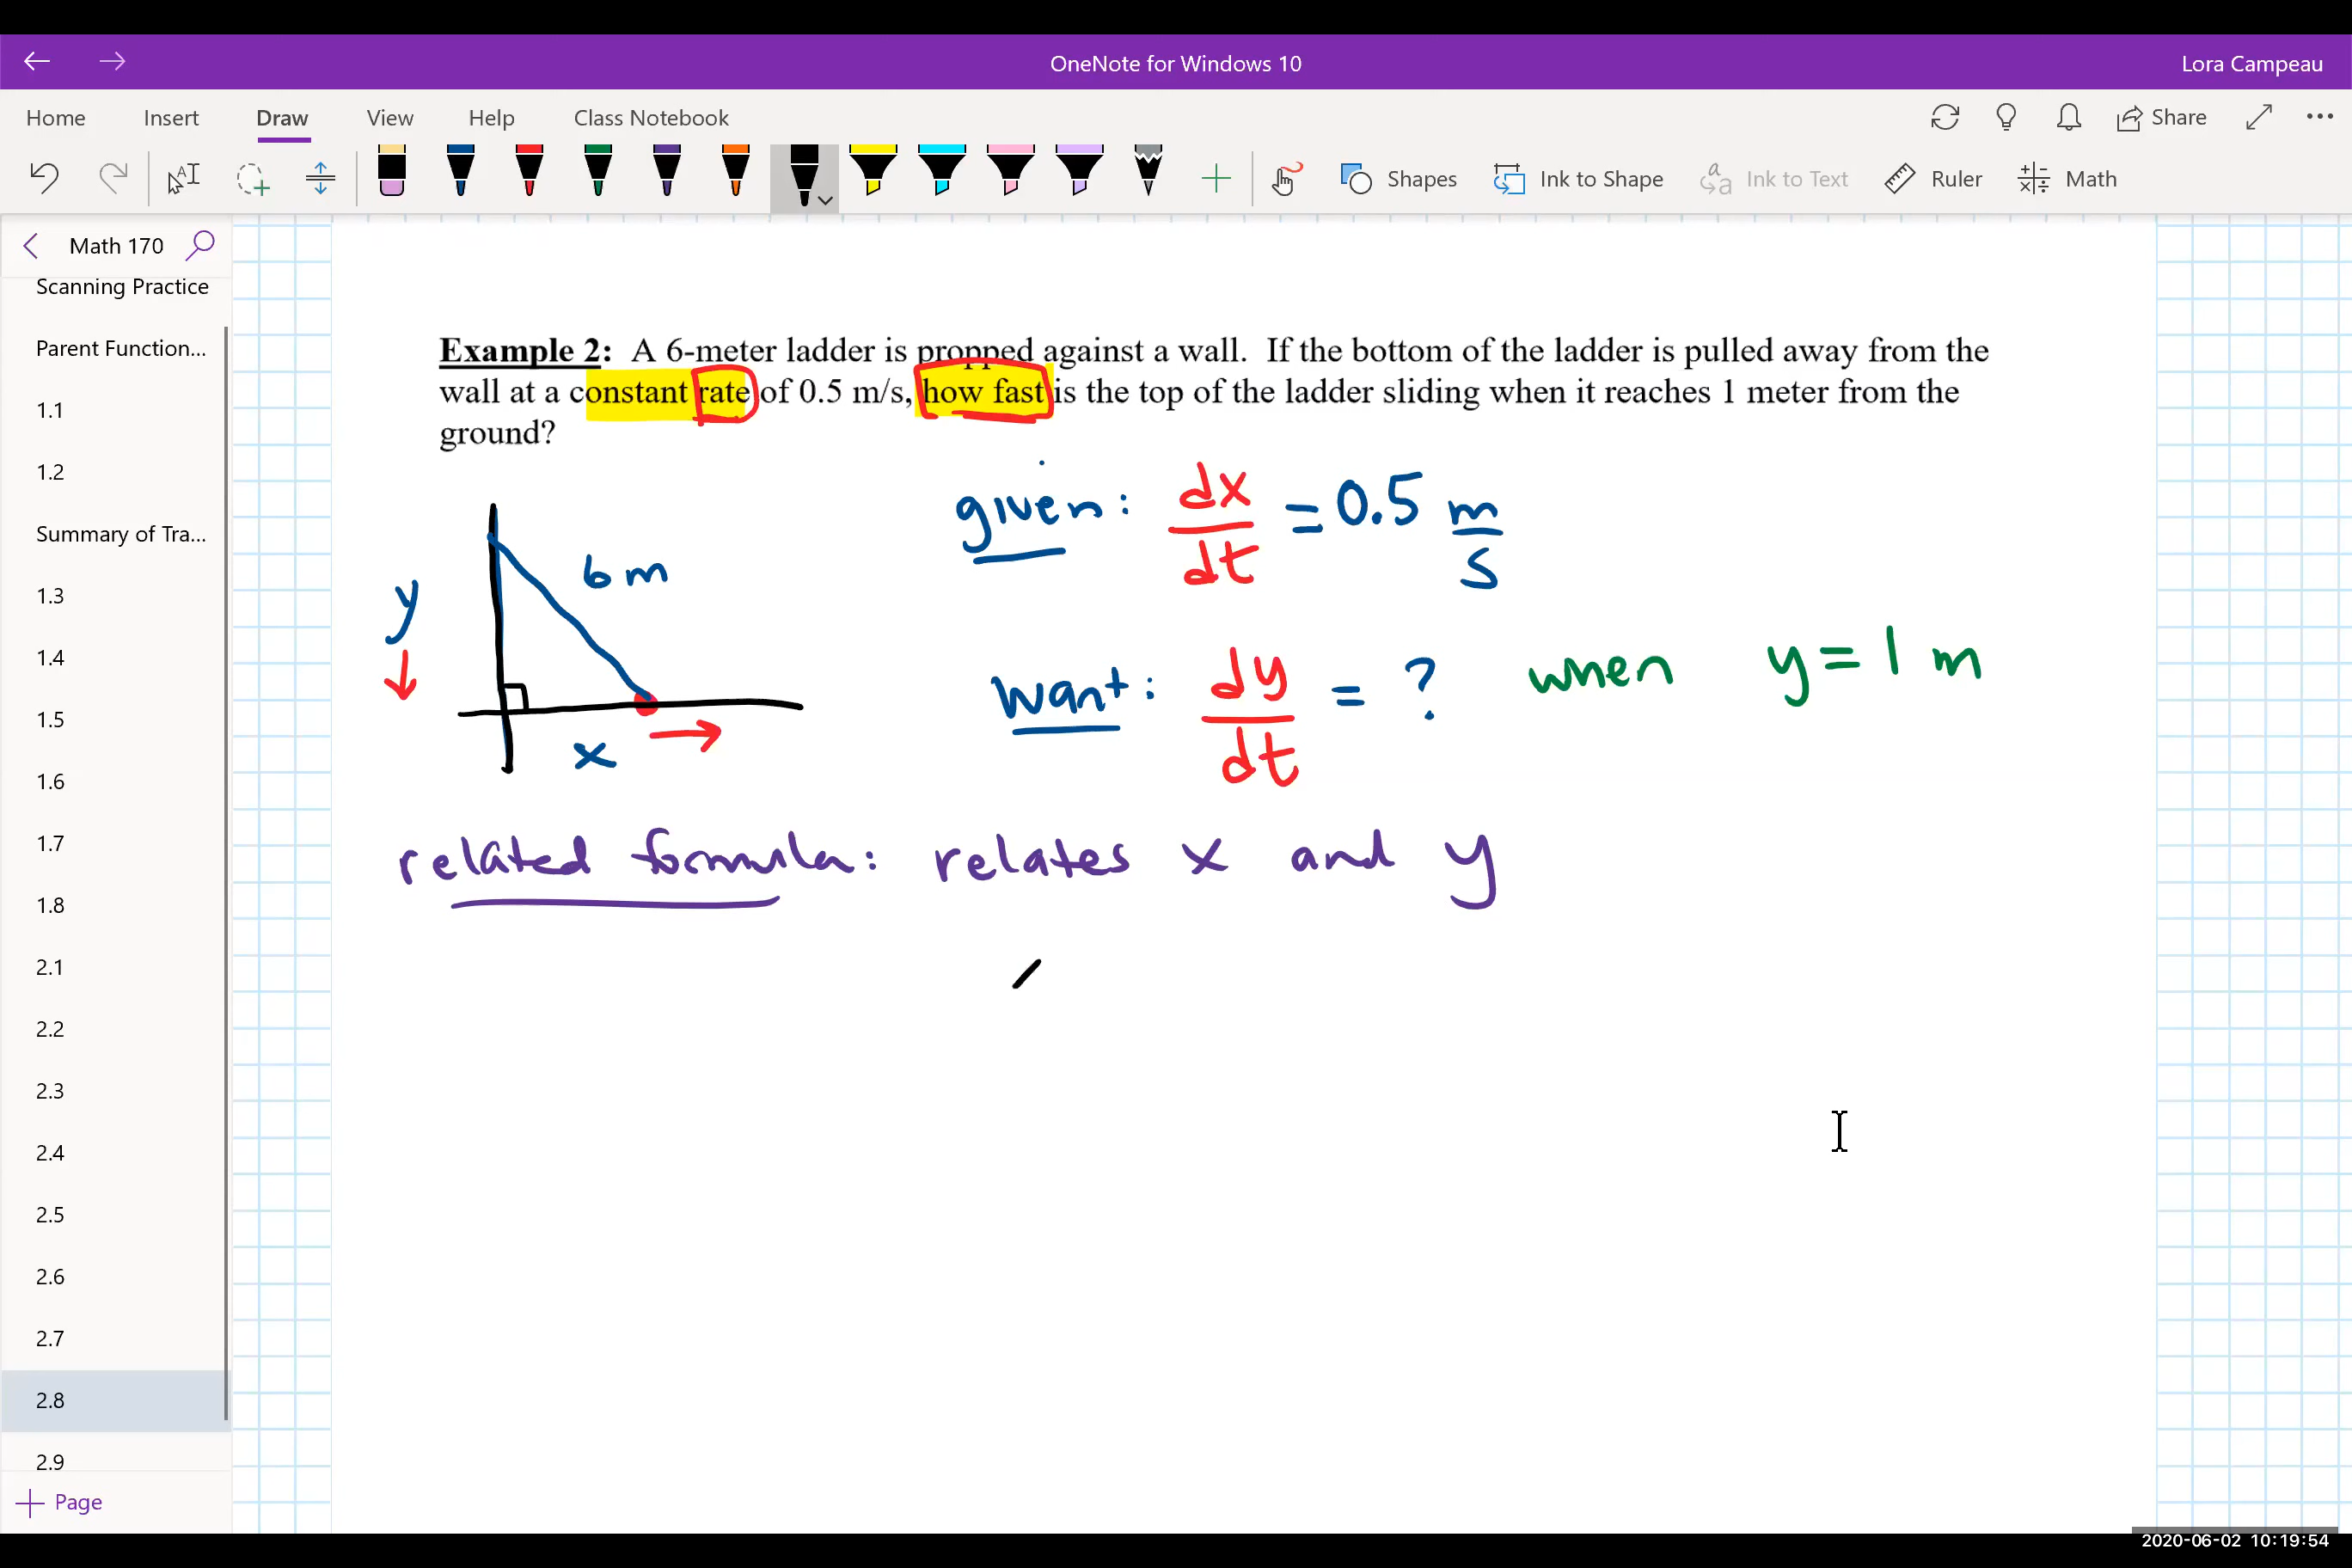 OneNote for Windows 10
Lora Campeau
Home Insert Draw View Help Class Notebook
Share
Shapes Ink to Shape Ink to Text Ruler Math
Math 170
Scanning Practice
Parent Function...
1.1
1.2
Summary of Tra...
1.3
1.4
1.5
1.6
1.7
1.8
2.1
2.2
2.3
2.4
2.5
2.6
2.7
2.8
2.9
Page
Example 2: A 6-meter ladder is propped against a wall. If the bottom of the ladder is pulled away from the
wall at a constant rate of 0.5 m/s, how fast is the top of the ladder sliding when it reaches 1 meter from the
ground?
given: dx/dt = 0.5 m/s
6 m
y
x
want: dy/dt = ? when y = 1 m
related formula: relates x and y
2020-06-02 10:19:54